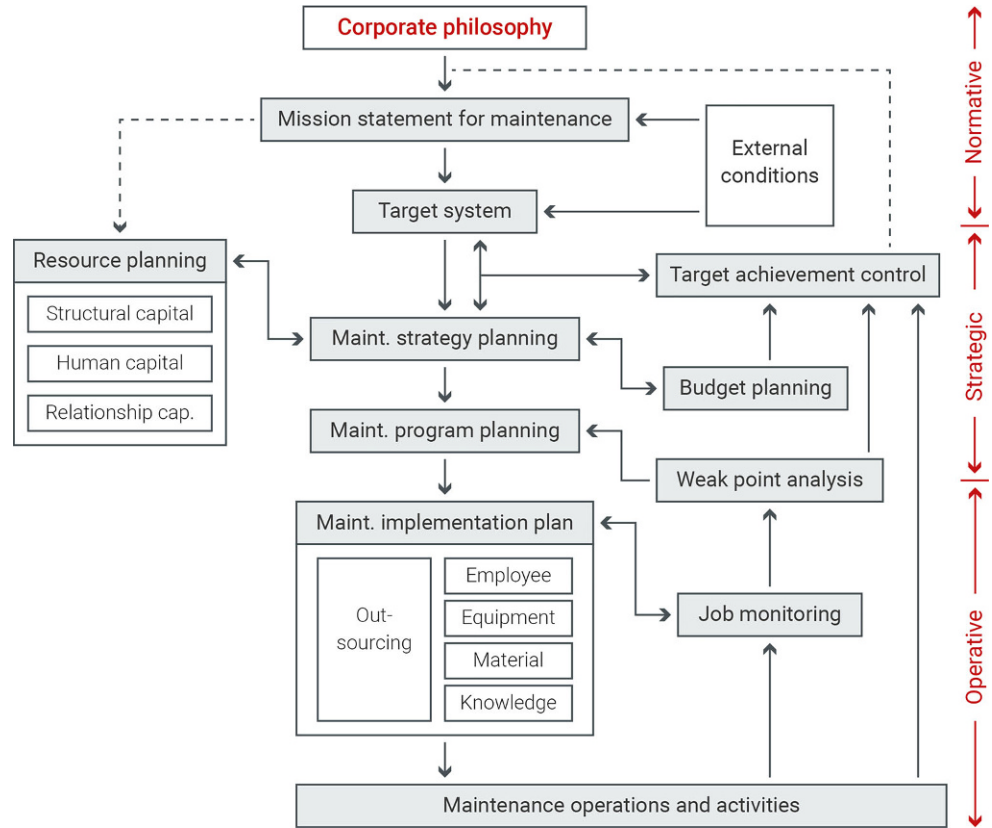 Corporate philosophy
Mission statement for maintenance
External
conditions
Target system
Resource planning
Structural capital
Human capital
Relationship cap.
Target achievement control
Maint. strategy planning
Budget planning
Maint. program planning
Weak point analysis
Maint. implementation plan
Out-
sourcing
Employee
Equipment
Material
Knowledge
Job monitoring
Maintenance operations and activities
Normative
Strategic
Operative